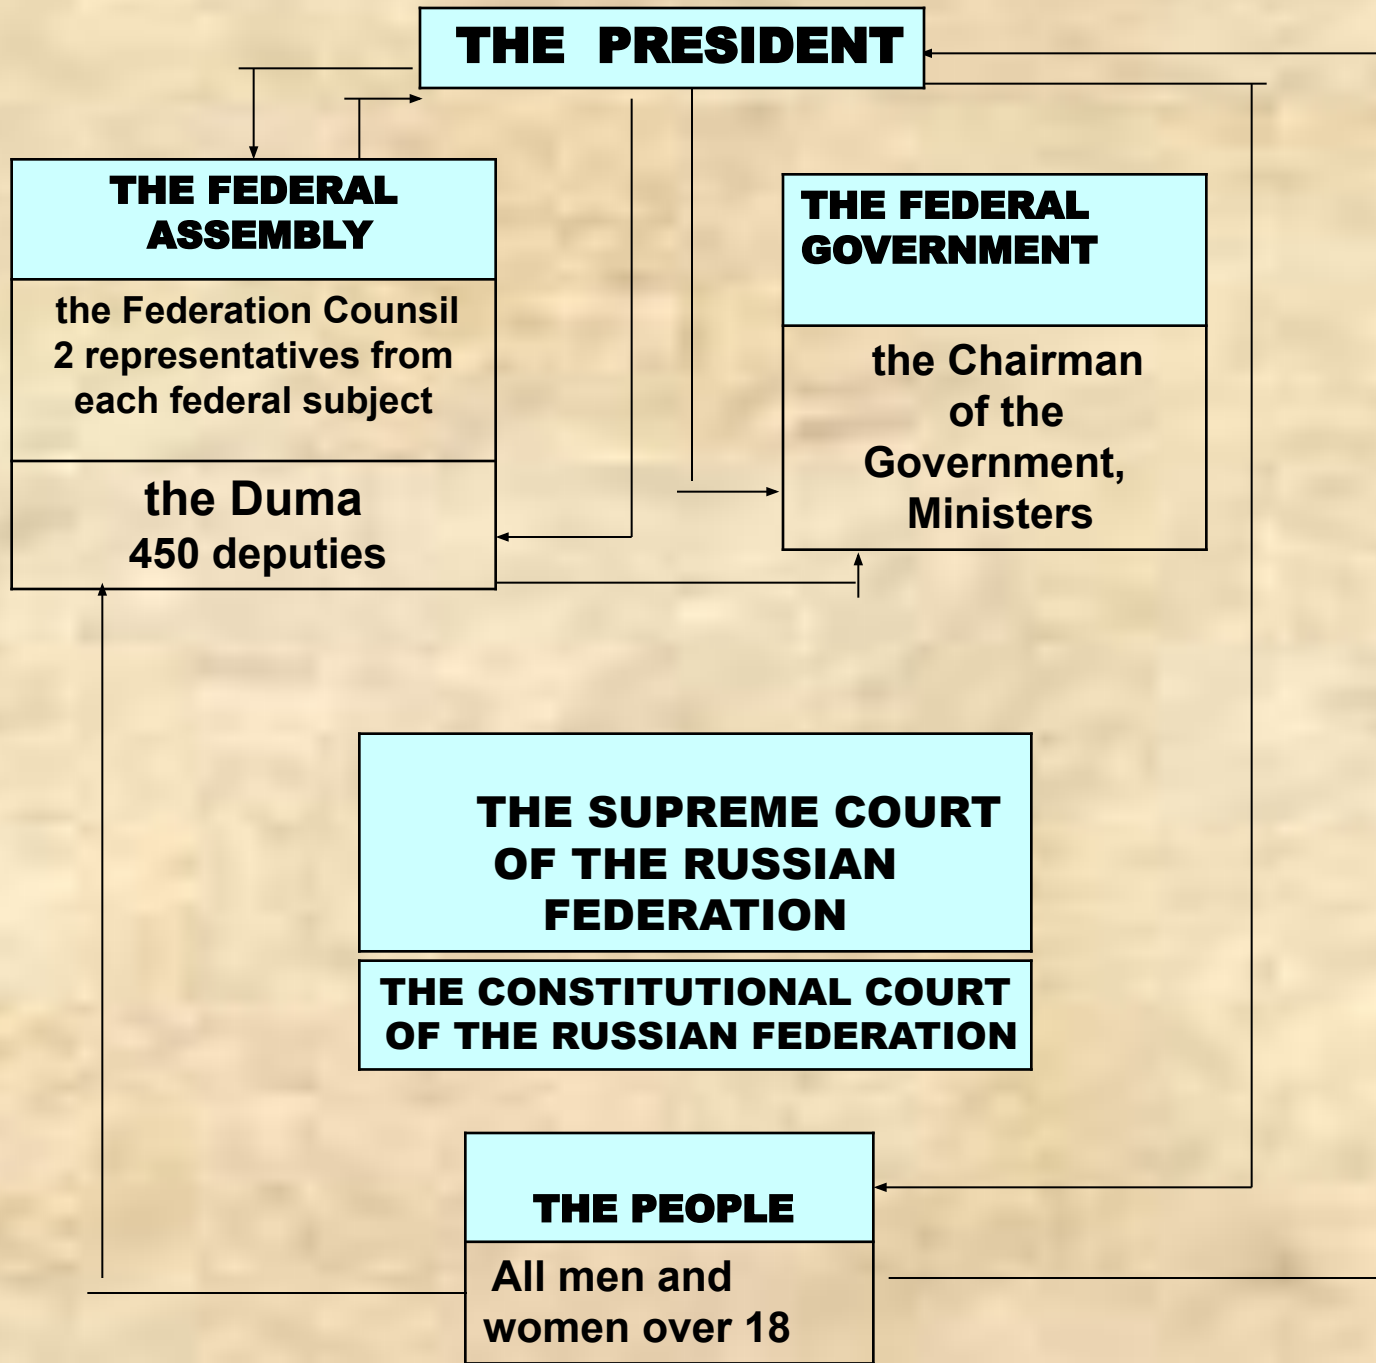 THE PRESIDENT
THE FEDERAL
ASSEMBLY
the Federation Counsil
2 representatives from
each federal subject
the Duma
450 deputies
THE FEDERAL
GOVERNMENT
the Chairman
of the
Government,
Ministers
THE SUPREME COURT
OF THE RUSSIAN
FEDERATION
THE CONSTITUTIONAL COURT
OF THE RUSSIAN FEDERATION
THE PEOPLE
All men and
women over 18